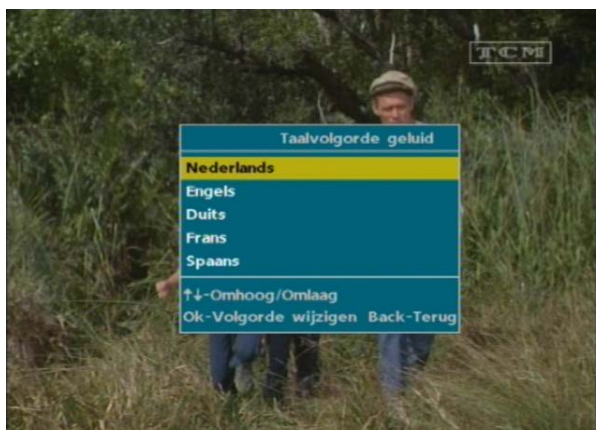 TCM
Taalvolgorde geluid
Nederlands
Engels
Duits
Frans
Spaans
↑↓-Omhoog/Omlaag
Ok-Volgorde wijzigen Back-Terug